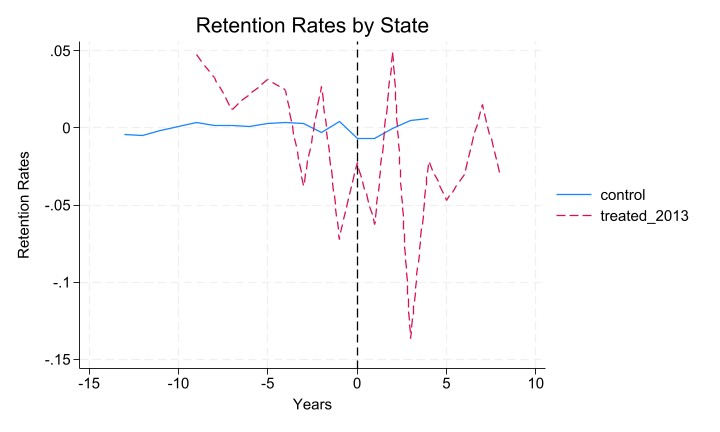 Retention Rates by State
.05
0
-.05
-.1
-.15
Retention Rates
-15
-10
-5
0
5
10
Years
control
treated_2013